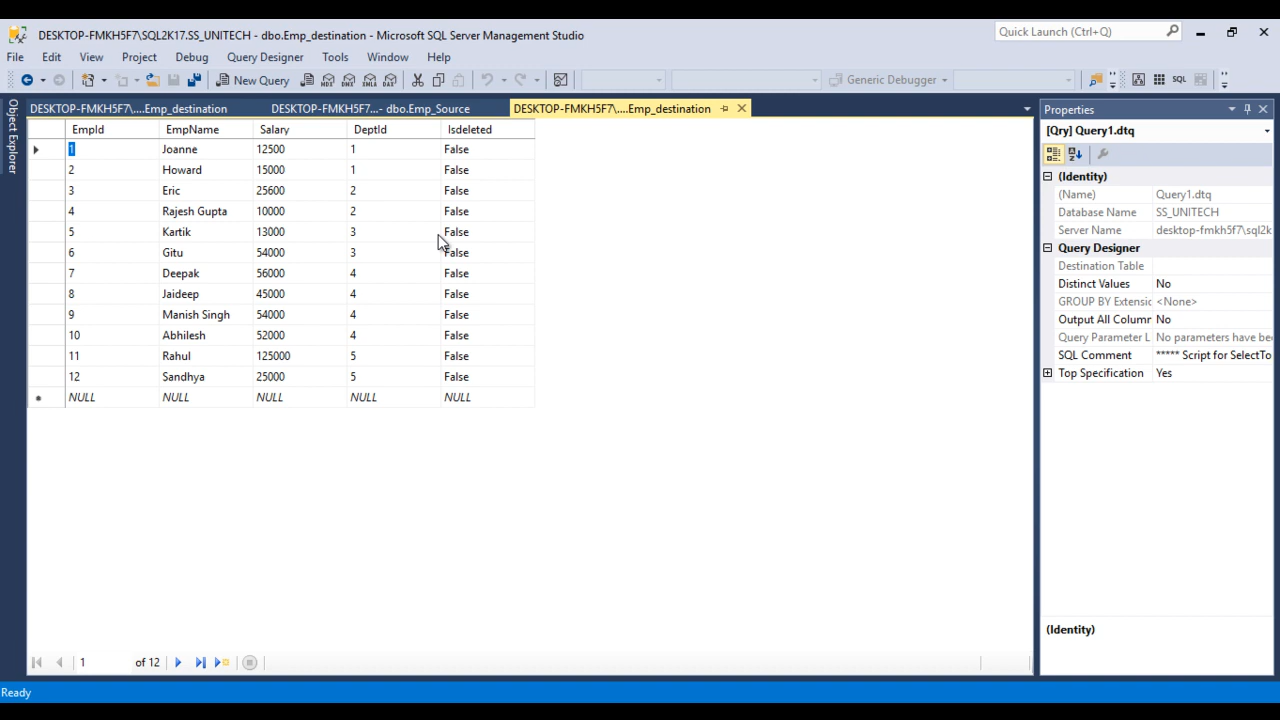 DESKTOP-FMKH5F7\SQL2K17.SS_UNITECH - dbo.Emp_destination - Microsoft SQL Server Management Studio
Quick Launch (Ctrl+Q)
File Edit View Project Debug Query Designer Tools Window Help
New Query MDX DMX XMLA DAX Generic Debugger SQL
Object Explorer
DESKTOP-FMKH5F7\....Emp_destination DESKTOP-FMKH5F7...- dbo.Emp_Source DESKTOP-FMKH5F7\....Emp_destination
EmpId EmpName Salary DeptId Isdeleted
1 Joanne 12500 1 False
2 Howard 15000 1 False
3 Eric 25600 2 False
4 Rajesh Gupta 10000 2 False
5 Kartik 13000 3 False
6 Gitu 54000 3 False
7 Deepak 56000 4 False
8 Jaideep 45000 4 False
9 Manish Singh 54000 4 False
10 Abhilesh 52000 4 False
11 Rahul 125000 5 False
12 Sandhya 25000 5 False
NULL NULL NULL NULL NULL
1 of 12
Properties
[Qry] Query1.dtq
(Identity)
(Name) Query1.dtq
Database Name SS_UNITECH
Server Name desktop-fmkh5f7\sql2k
Query Designer
Destination Table
Distinct Values No
GROUP BY Extensic <None>
Output All Columr No
Query Parameter L No parameters have bee
SQL Comment ***** Script for SelectTo
Top Specification Yes
(Identity)
Ready